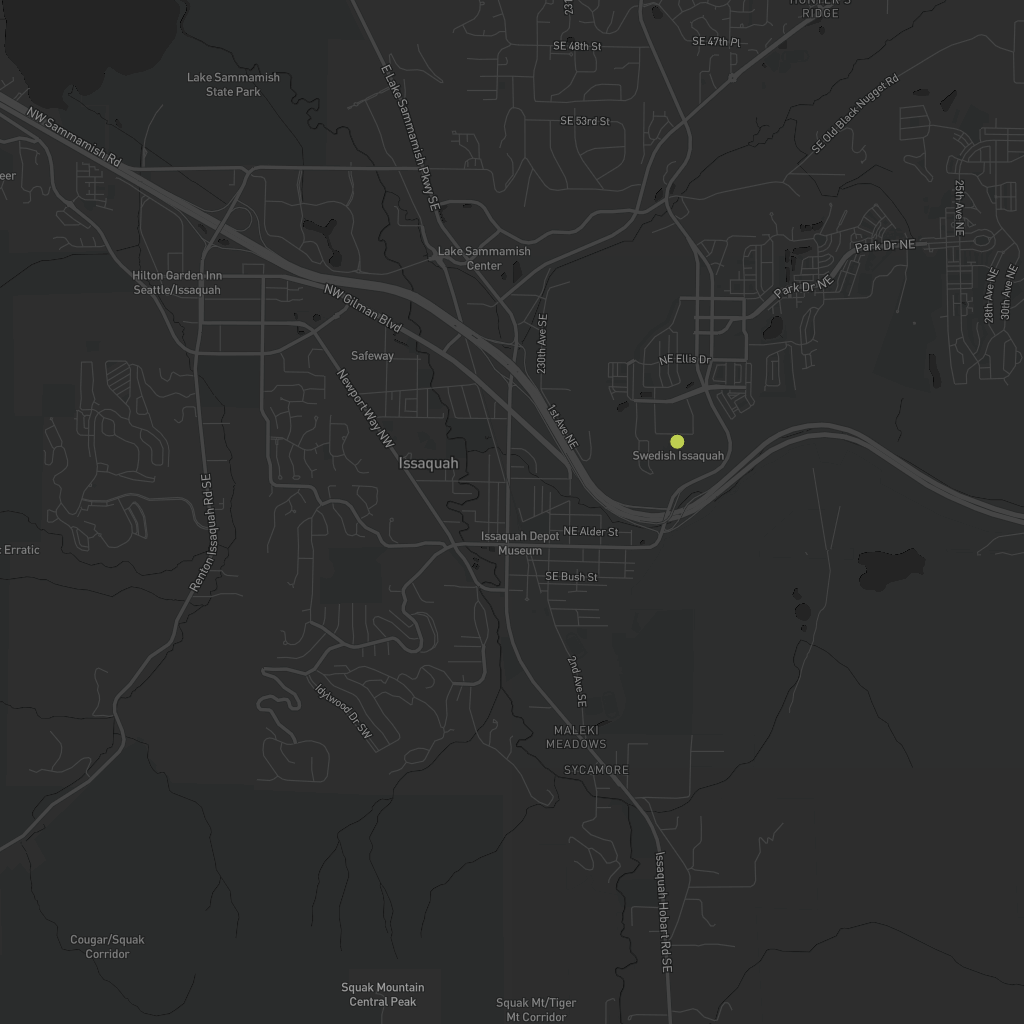 HUNTER'S
RIDGE
231
SE 48th St
SE 47th Pl
Lake Sammamish
State Park
E Lake Sammamish Pkwy SE
SE Old Black Nugget Rd
NW Sammamish Rd
SE 53rd St
eer
25th Ave NE
Park Dr NE
Lake Sammamish
Center
Hilton Garden Inn
Seattle/Issaquah
Park Dr NE
28th Ave NE
30th Ave NE
NW Gilman Blvd
230th Ave SE
Safeway
NE Ellis Dr
Newport Way NW
1st Ave NE
Swedish Issaquah
Issaquah
Renton Issaquah Rd SE
Issaquah Depot
Museum
NE Alder St
Erratic
SE Bush St
2nd Ave SE
Idylwood Dr SW
MALEKI
MEADOWS
SYCAMORE
Issaquah Hobart Rd SE
Cougar/Squak
Corridor
Squak Mountain
Central Peak
Squak Mt/Tiger
Mt Corridor